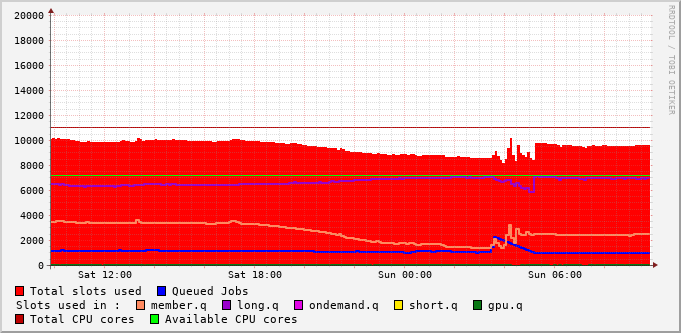 20000
18000
16000
14000
12000
10000
8000
6000
4000
2000
0
Sat 12:00 Sat 18:00 Sun 00:00 Sun 06:00
Total slots used Queued Jobs
Slots used in : member.q long.q ondemand.q short.q gpu.q
Total CPU cores Available CPU cores
RRDTOOL / TOBI OETIKER